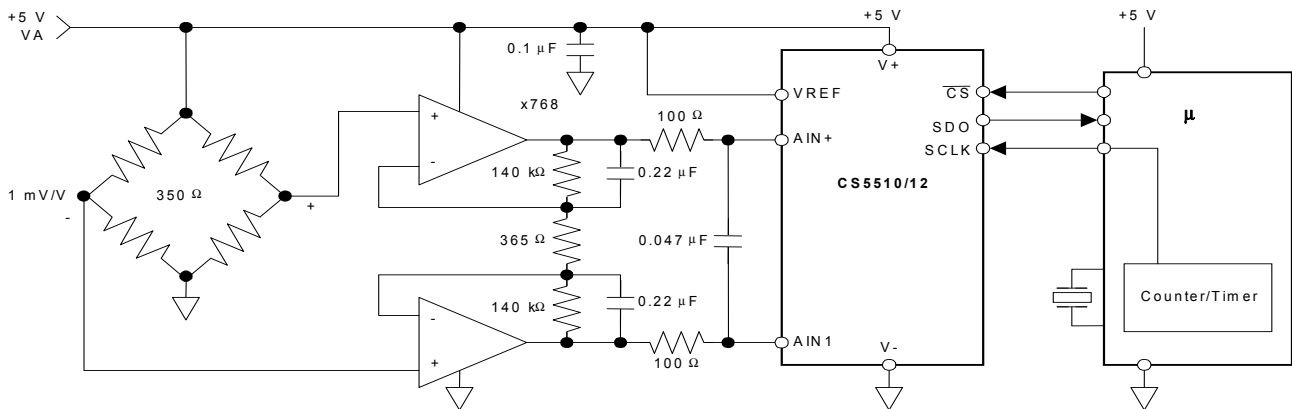 +5 V
VA
0.1 µF
x768
+
-
140 kΩ
0.22 µF
100 Ω
365 Ω
0.047 µF
140 kΩ
0.22 µF
100 Ω
-
+
1 mV/V
-
350 Ω
+
+5 V
V+
VREF
AIN+
AIN1
CS
SDO
SCLK
CS5510/12
V-
+5 V
µ
Counter/Timer